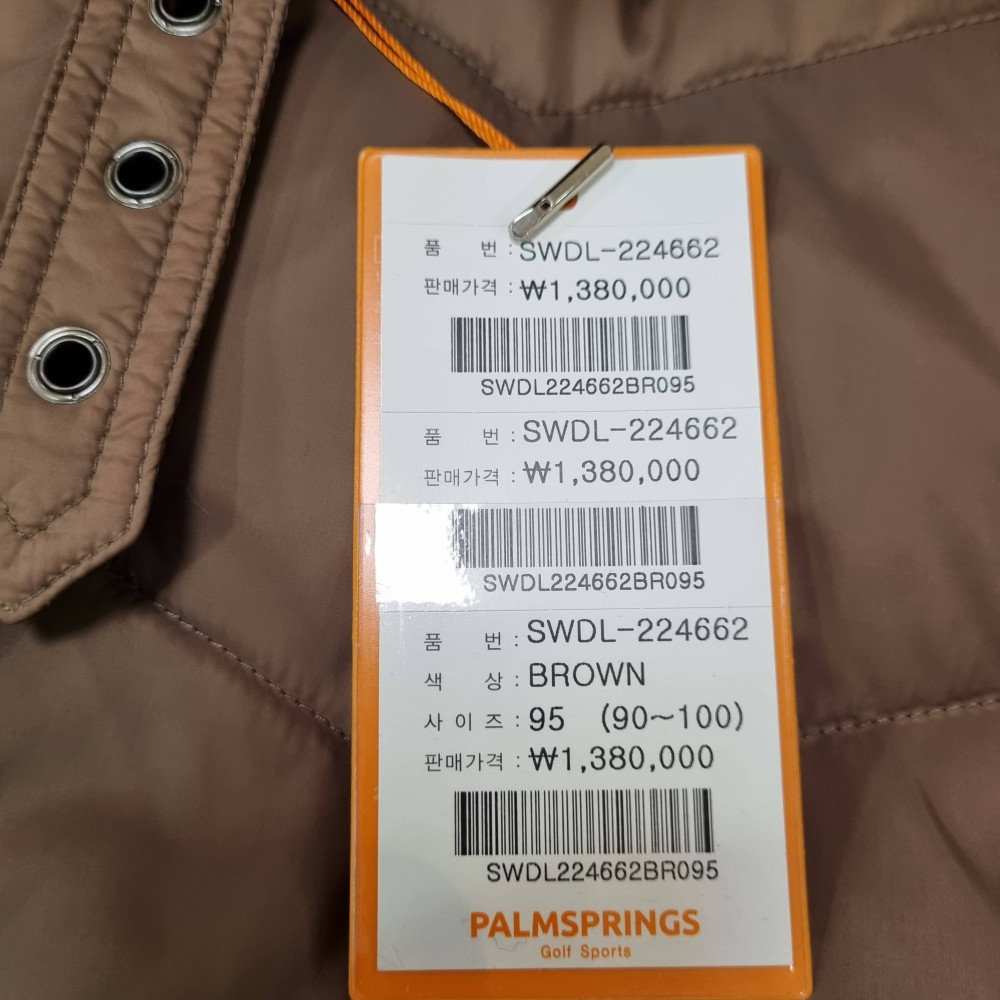 품 번 : SWDL-224662
판매가격 : ₩1,380,000
SWDL224662BR095
품 번 : SWDL-224662
판매가격 : ₩1,380,000
SWDL224662BR095
품 번 : SWDL-224662
색 상 : BROWN
사 이 즈 : 95 (90~100)
판매가격 : ₩1,380,000
SWDL224662BR095
PALMSPRINGS
Golf Sports